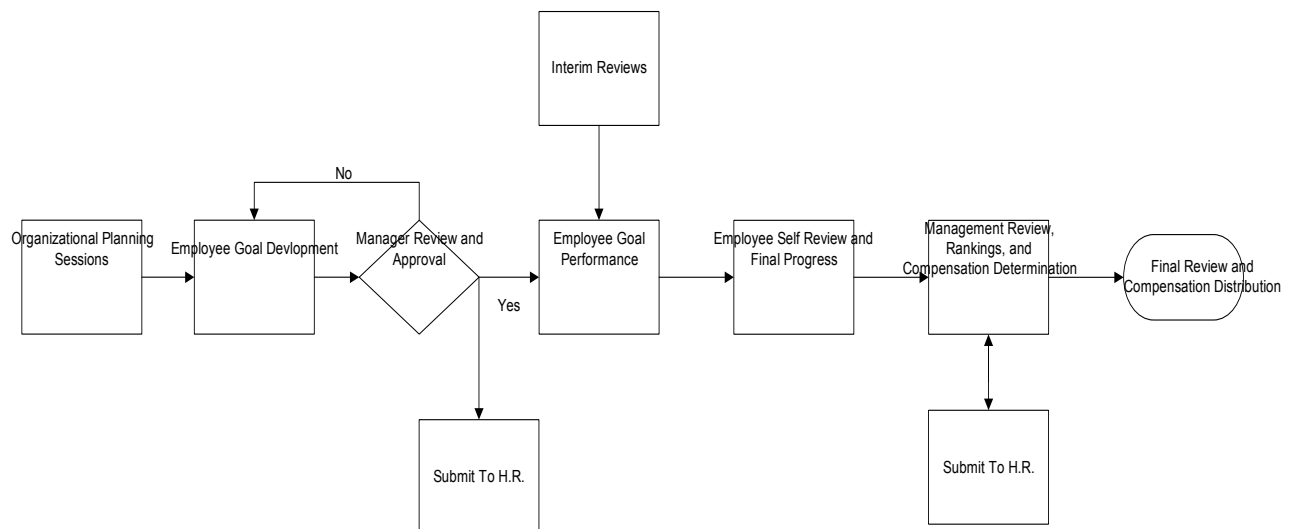 Interim Reviews
No
Organizational Planning
Sessions
Employee Goal Devlopment
Manager Review and
Approval
Yes
Employee Goal
Performance
Employee Self Review and
Final Progress
Management Review,
Rankings, and
Compensation Determination
Final Review and
Compensation Distribution
Submit To H.R.
Submit To H.R.